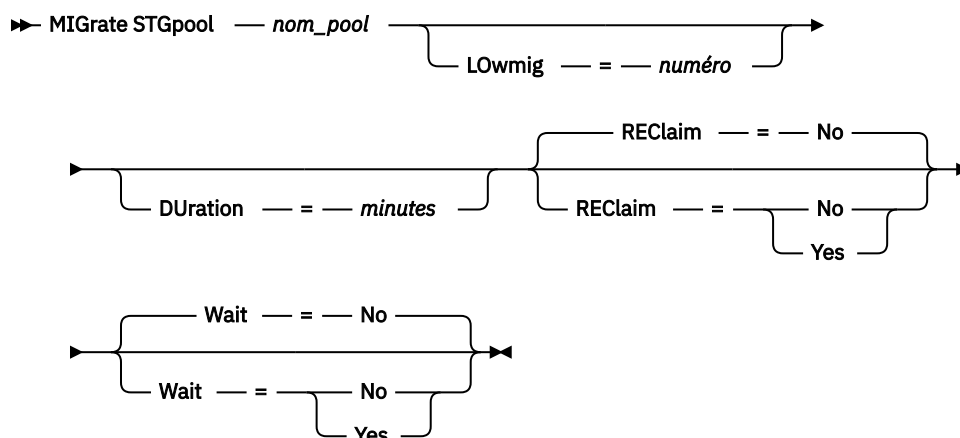 MIGrate STGpool nom_pool
LOwmig = numéro
REClaim = No
DUration = minutes REClaim = No
Yes
Wait = No
Wait = No
Yes